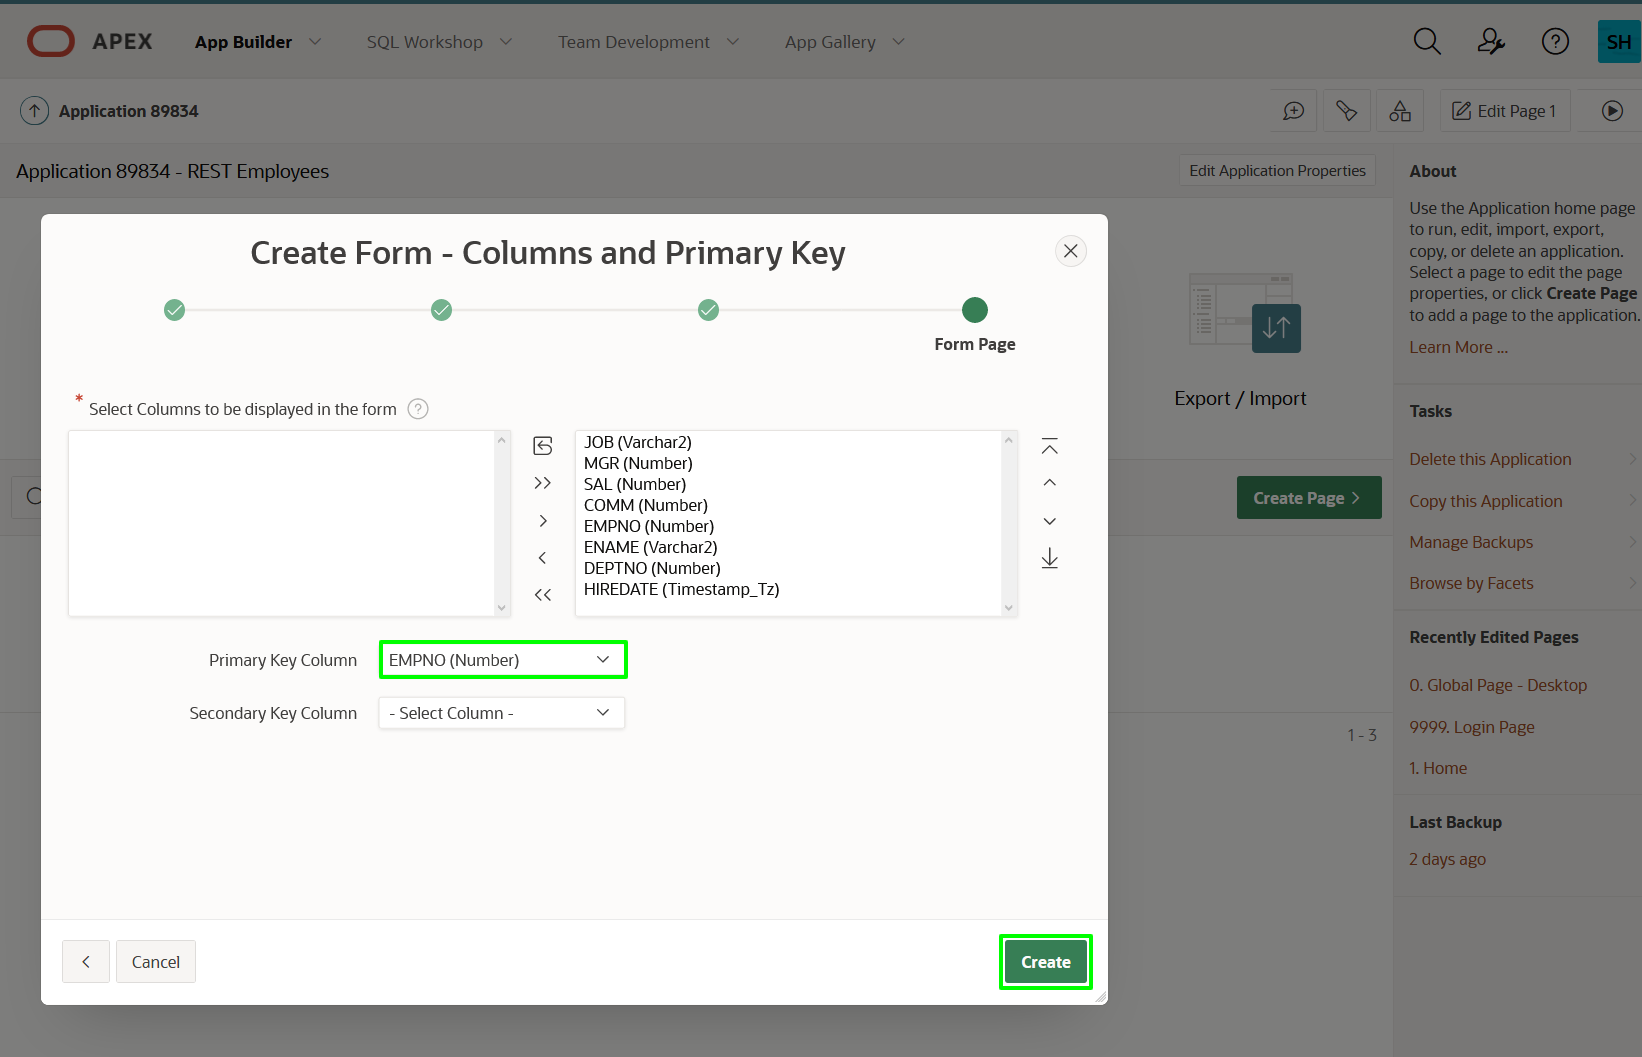 APEX
App Builder
SQL Workshop
Team Development
App Gallery
SH
Application 89834
Edit Page 1
Application 89834 - REST Employees
Edit Application Properties
Create Form - Columns and Primary Key
Form Page
* Select Columns to be displayed in the form
JOB (Varchar2)
MGR (Number)
SAL (Number)
COMM (Number)
EMPNO (Number)
ENAME (Varchar2)
DEPTNO (Number)
HIREDATE (Timestamp_Tz)
Primary Key Column
EMPNO (Number)
Secondary Key Column
- Select Column -
Cancel
Create
Export / Import
Create Page
1 - 3
About
Use the Application home page
to run, edit, import, export,
copy, or delete an application.
Select a page to edit the page
properties, or click Create Page
to add a page to the application.
Learn More ...
Tasks
Delete this Application
Copy this Application
Manage Backups
Browse by Facets
Recently Edited Pages
0. Global Page - Desktop
9999. Login Page
1. Home
Last Backup
2 days ago